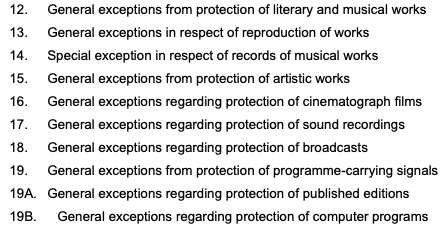 12. General exceptions from protection of literary and musical works
13. General exceptions in respect of reproduction of works
14. Special exception in respect of records of musical works
15. General exceptions from protection of artistic works
16. General exceptions regarding protection of cinematograph films
17. General exceptions regarding protection of sound recordings
18. General exceptions regarding protection of broadcasts
19. General exceptions from protection of programme-carrying signals
19A. General exceptions regarding protection of published editions
19B. General exceptions regarding protection of computer programs